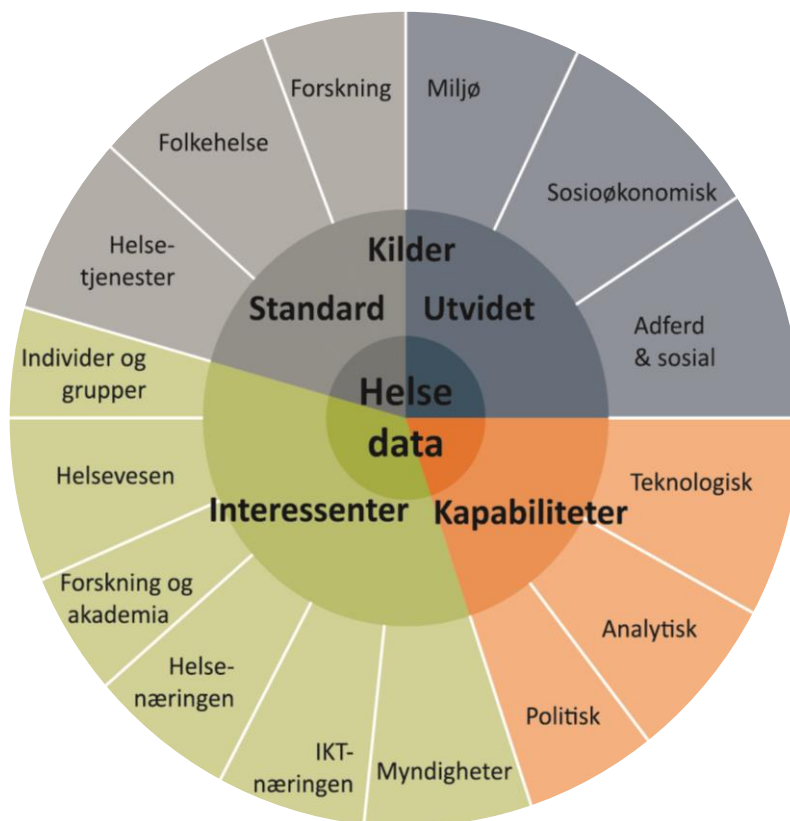 Forskning
Miljø
Folkehelse
Sosioøkonomisk
Helse-
tjenester
Kilder
Standard
Utvidet
Adferd
& sosial
Individer og
grupper
Helse
data
Helsevesen
Teknologisk
Interessenter
Kapabiliteter
Forskning og
akademia
Analytisk
Helse-
næringen
Politisk
IKT-
næringen
Myndigheter